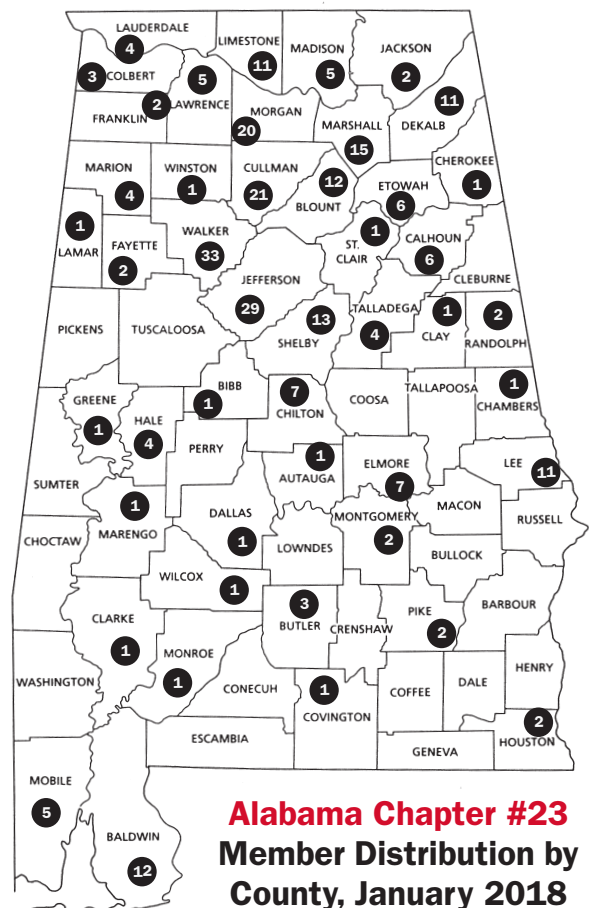 LAUDERDALE
4
LIMESTONE
11
MADISON
5
JACKSON
2
3
COLBERT
5
LAWRENCE
2
FRANKLIN
MORGAN
20
MARSHALL
15
11
DEKALB
MARION
4
WINSTON
1
CULLMAN
21
12
BLOUNT
ETOWAH
6
CHEROKEE
1
1
LAMAR
FAYETTE
2
WALKER
33
JEFFERSON
29
1
ST.
CLAIR
CALHOUN
6
CLEBURNE
PICKENS
TUSCALOOSA
13
SHELBY
TALLADEGA
4
1
CLAY
2
RANDOLPH
GREENE
1
HALE
4
BIBB
1
7
CHILTON
COOSA
TALLAPOOSA
1
CHAMBERS
SUMTER
PERRY
1
AUTAUGA
ELMORE
7
LEE
11
1
MARENGO
CHOCTAW
DALLAS
1
LOWNDES
MONTGOMERY
2
MACON
BULLOCK
RUSSELL
WILCOX
1
CLARKE
1
3
BUTLER
CRENSHAW
PIKE
2
BARBOUR
WASHINGTON
MONROE
1
CONECUH
1
COVINGTON
COFFEE
DALE
HENRY
ESCAMBIA
GENEVA
2
HOUSTON
MOBILE
5
BALDWIN
12
Alabama Chapter #23
Member Distribution by
County, January 2018